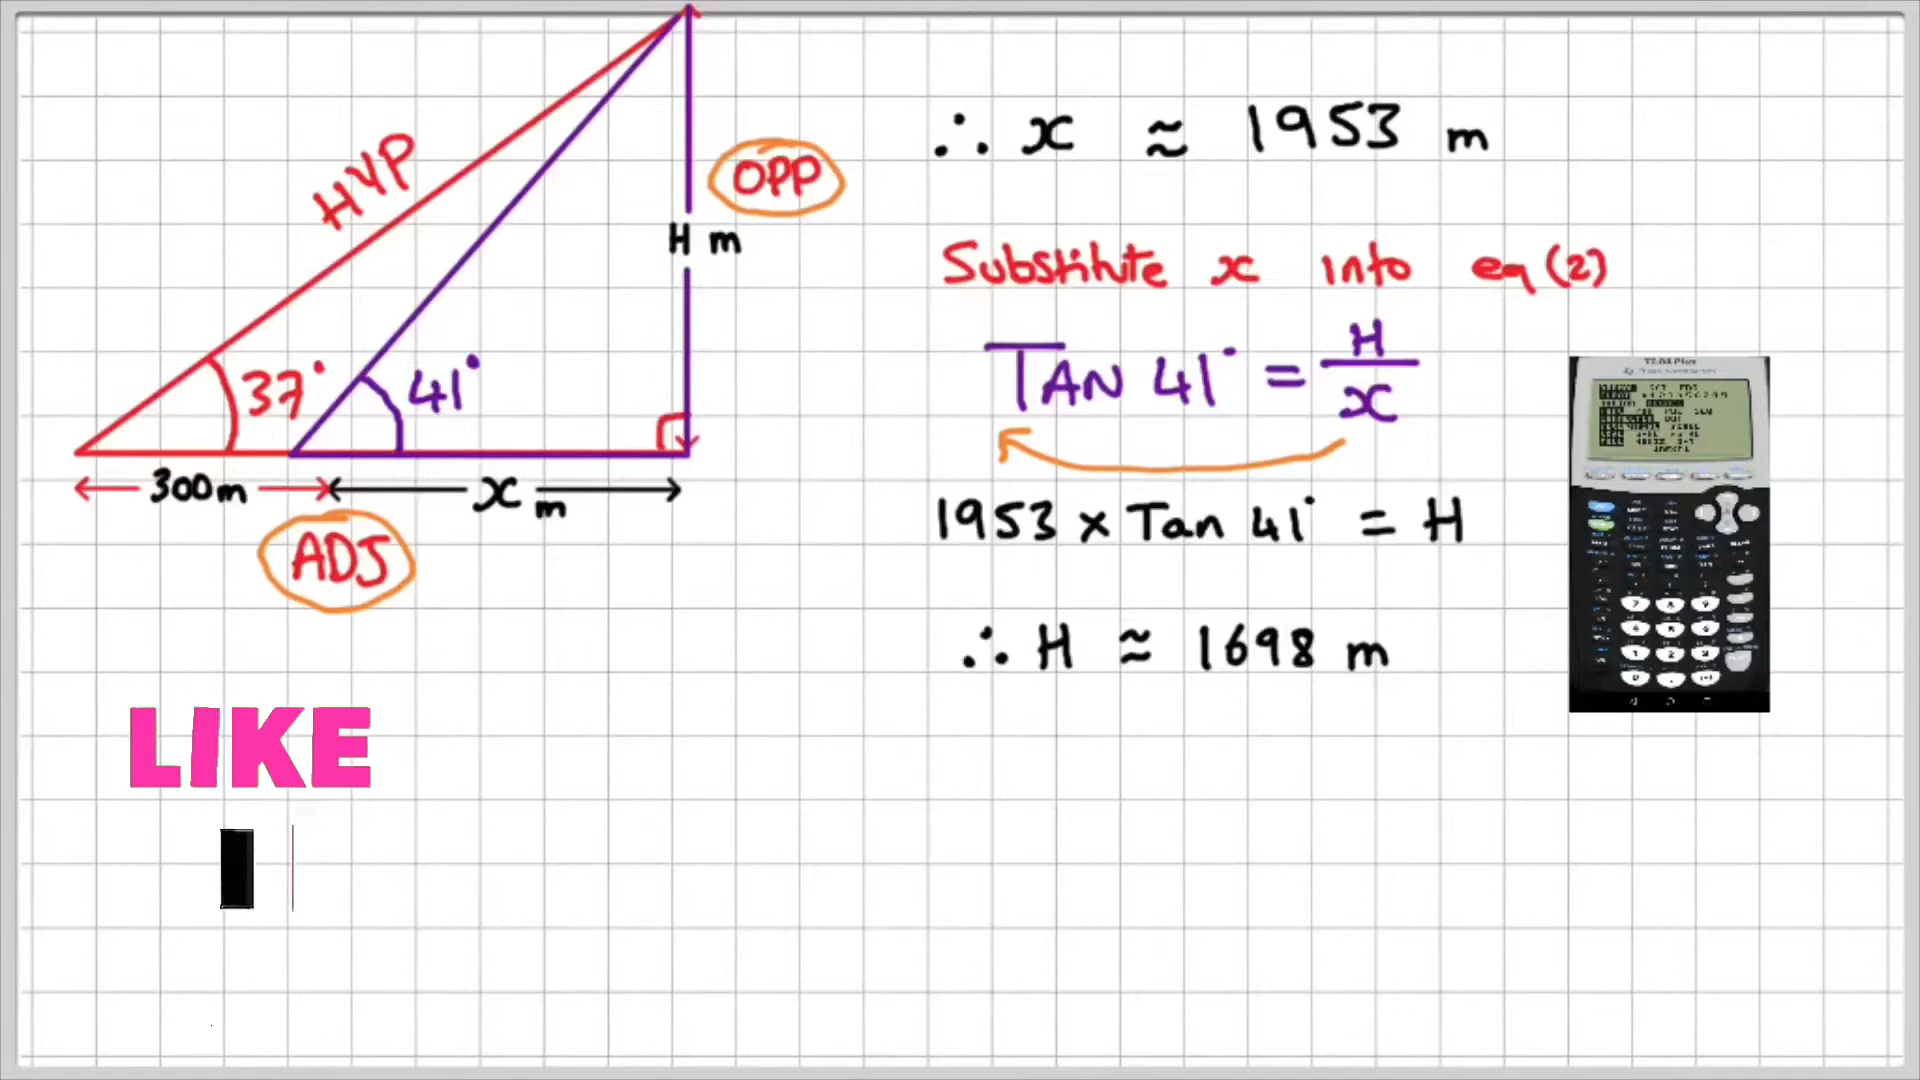 HYP
OPP
H m
37°
41°
300m
x m
ADJ
∴ x ≈ 1953 m
Substitute x into eq (2)
TAN 41° = H/x
1953 × Tan 41° = H
∴ H ≈ 1698 m
LIKE